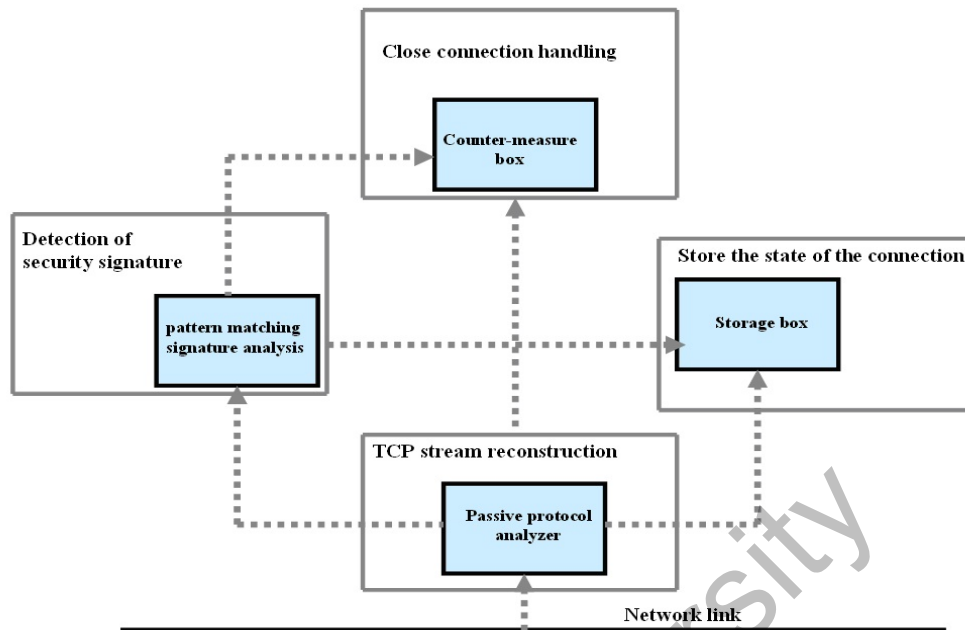 Close connection handling
Counter-measure
box
Detection of
security signature
pattern matching
signature analysis
Store the state of the connection
Storage box
TCP stream reconstruction
Passive protocol
analyzer
Network link